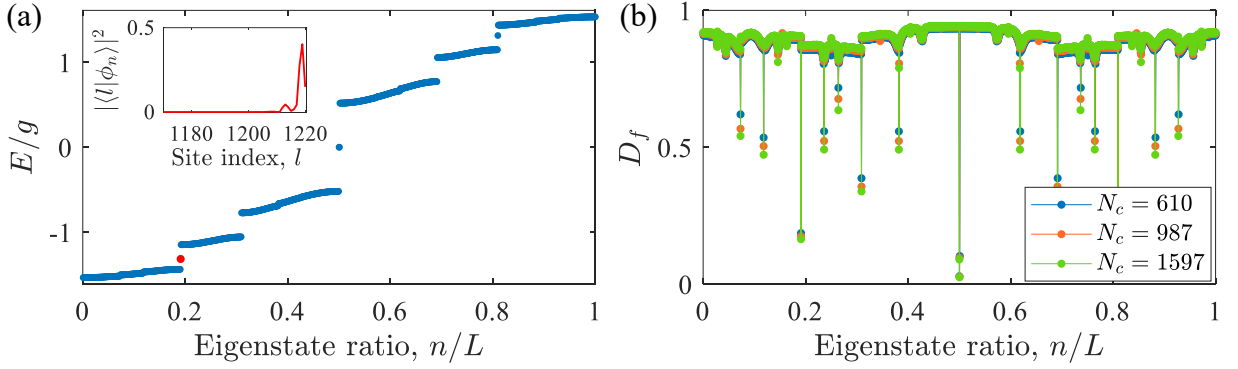 (a)
E/g
1
0
-1
0
0.2
0.4
0.6
0.8
1
Eigenstate ratio, n/L
|⟨l|ϕₙ⟩|²
0.5
0
1180
1200
1220
Site index, l
(b)
D_f
1
0.5
0
0
0.2
0.4
0.6
0.8
1
Eigenstate ratio, n/L
N_c = 610
N_c = 987
N_c = 1597